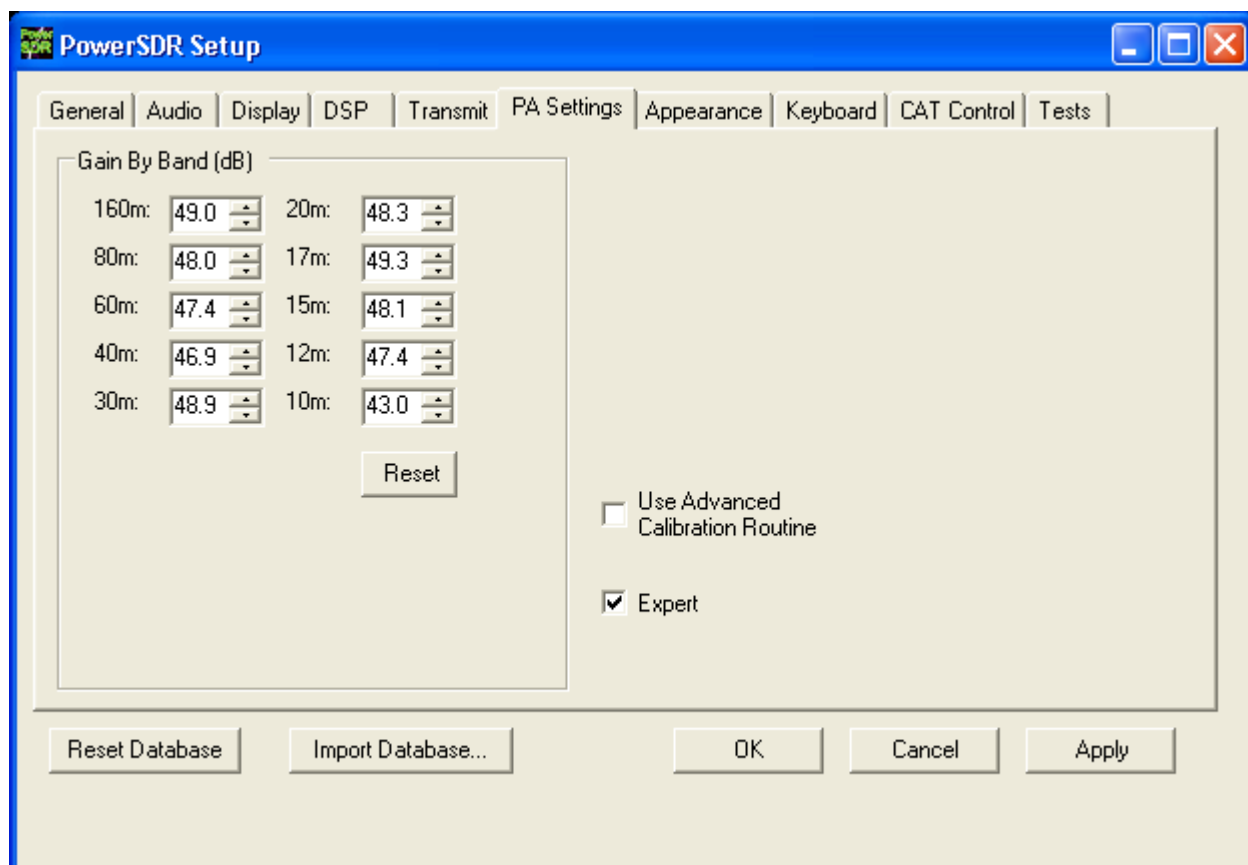 Power SDR PowerSDR Setup
General Audio Display DSP Transmit PA Settings Appearance Keyboard CAT Control Tests
Gain By Band (dB)
160m: 49.0 20m: 48.3
80m: 48.0 17m: 49.3
60m: 47.4 15m: 48.1
40m: 46.9 12m: 47.4
30m: 48.9 10m: 43.0
Reset
Use Advanced
Calibration Routine
Expert
Reset Database Import Database... OK Cancel Apply